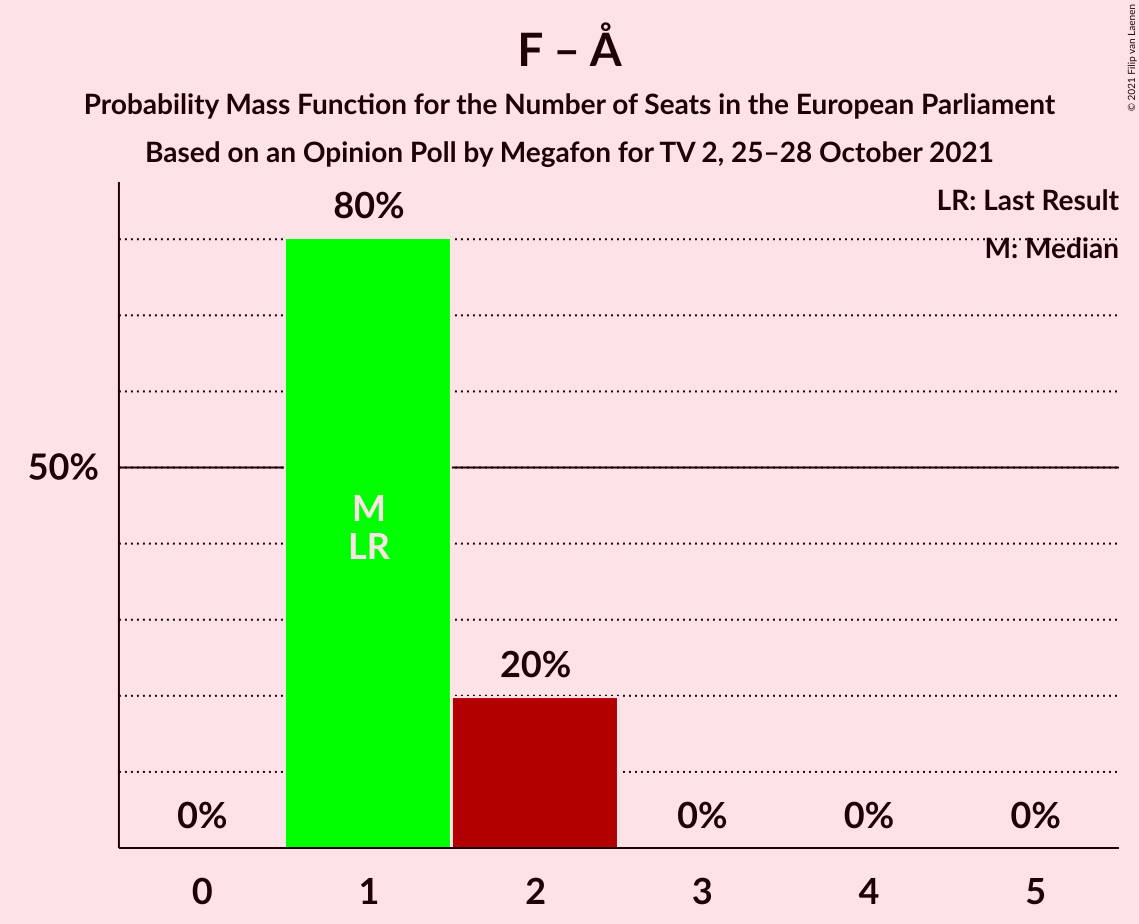 F – Å
Probability Mass Function for the Number of Seats in the European Parliament
Based on an Opinion Poll by Megafon for TV 2, 25–28 October 2021
© 2021 Filip van Laenen
LR: Last Result
M: Median
80%
50%
M
LR
20%
0%
0%
0%
0%
0
1
2
3
4
5